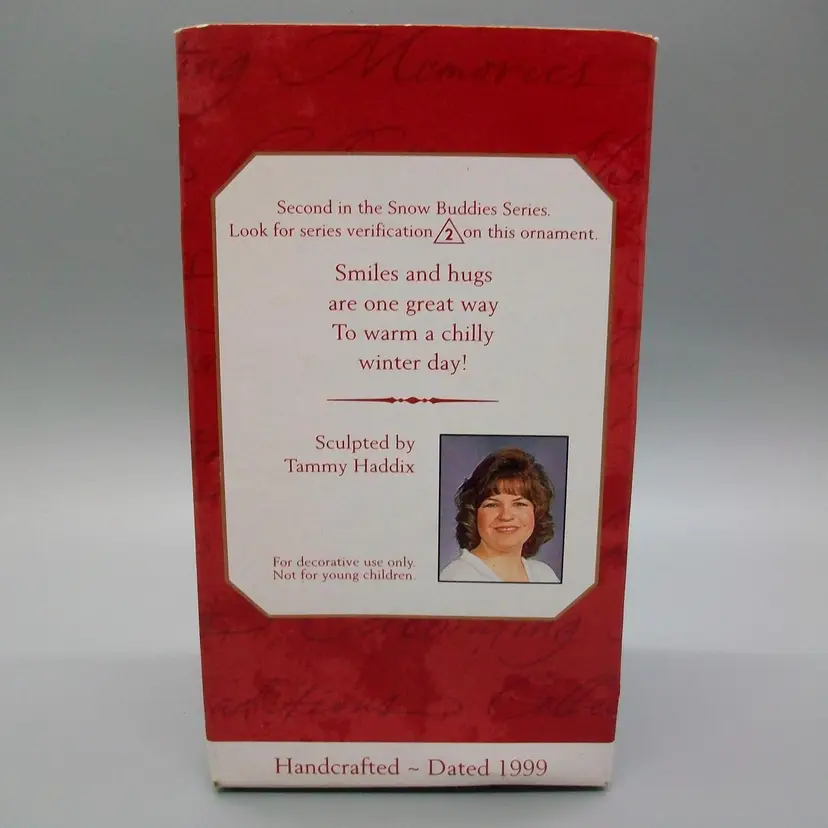 Memories
Second in the Snow Buddies Series.
Look for series verification 2 on this ornament.
Smiles and hugs
are one great way
To warm a chilly
winter day!
Sculpted by
Tammy Haddix
For decorative use only.
Not for young children.
Handcrafted ~ Dated 1999